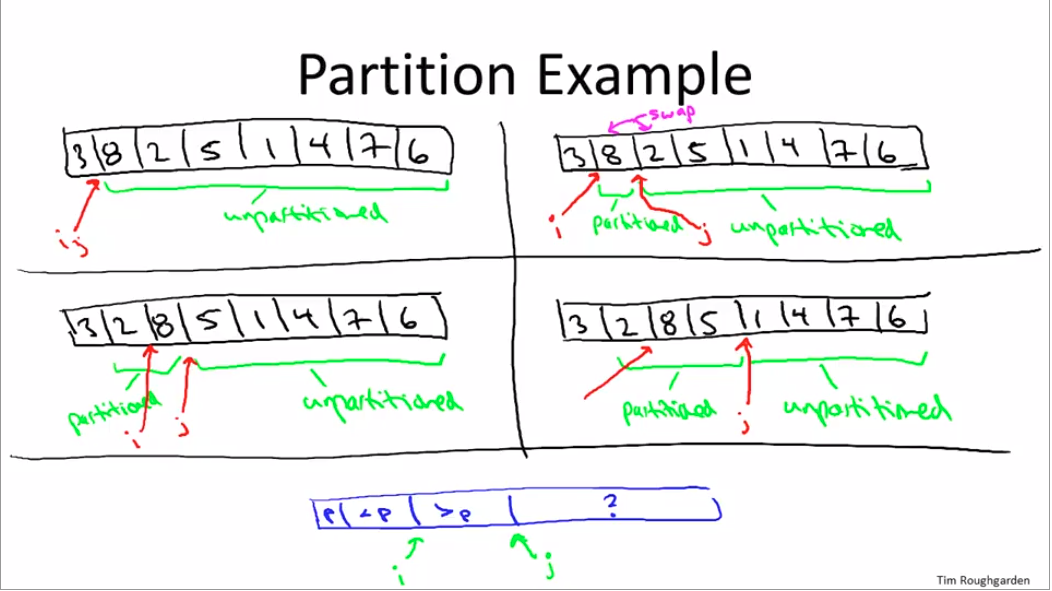 Partition Example
swap
3 8 2 5 1 4 7 6
3 8 2 5 1 4 7 6
i j
unpartitioned
i
partitioned
j
unpartitioned
3 2 8 5 1 4 7 6
3 2 8 5 1 4 7 6
partitioned
i
j
unpartitioned
partitioned
j
unpartitioned
p <p >p ?
i
j
Tim Roughgarden